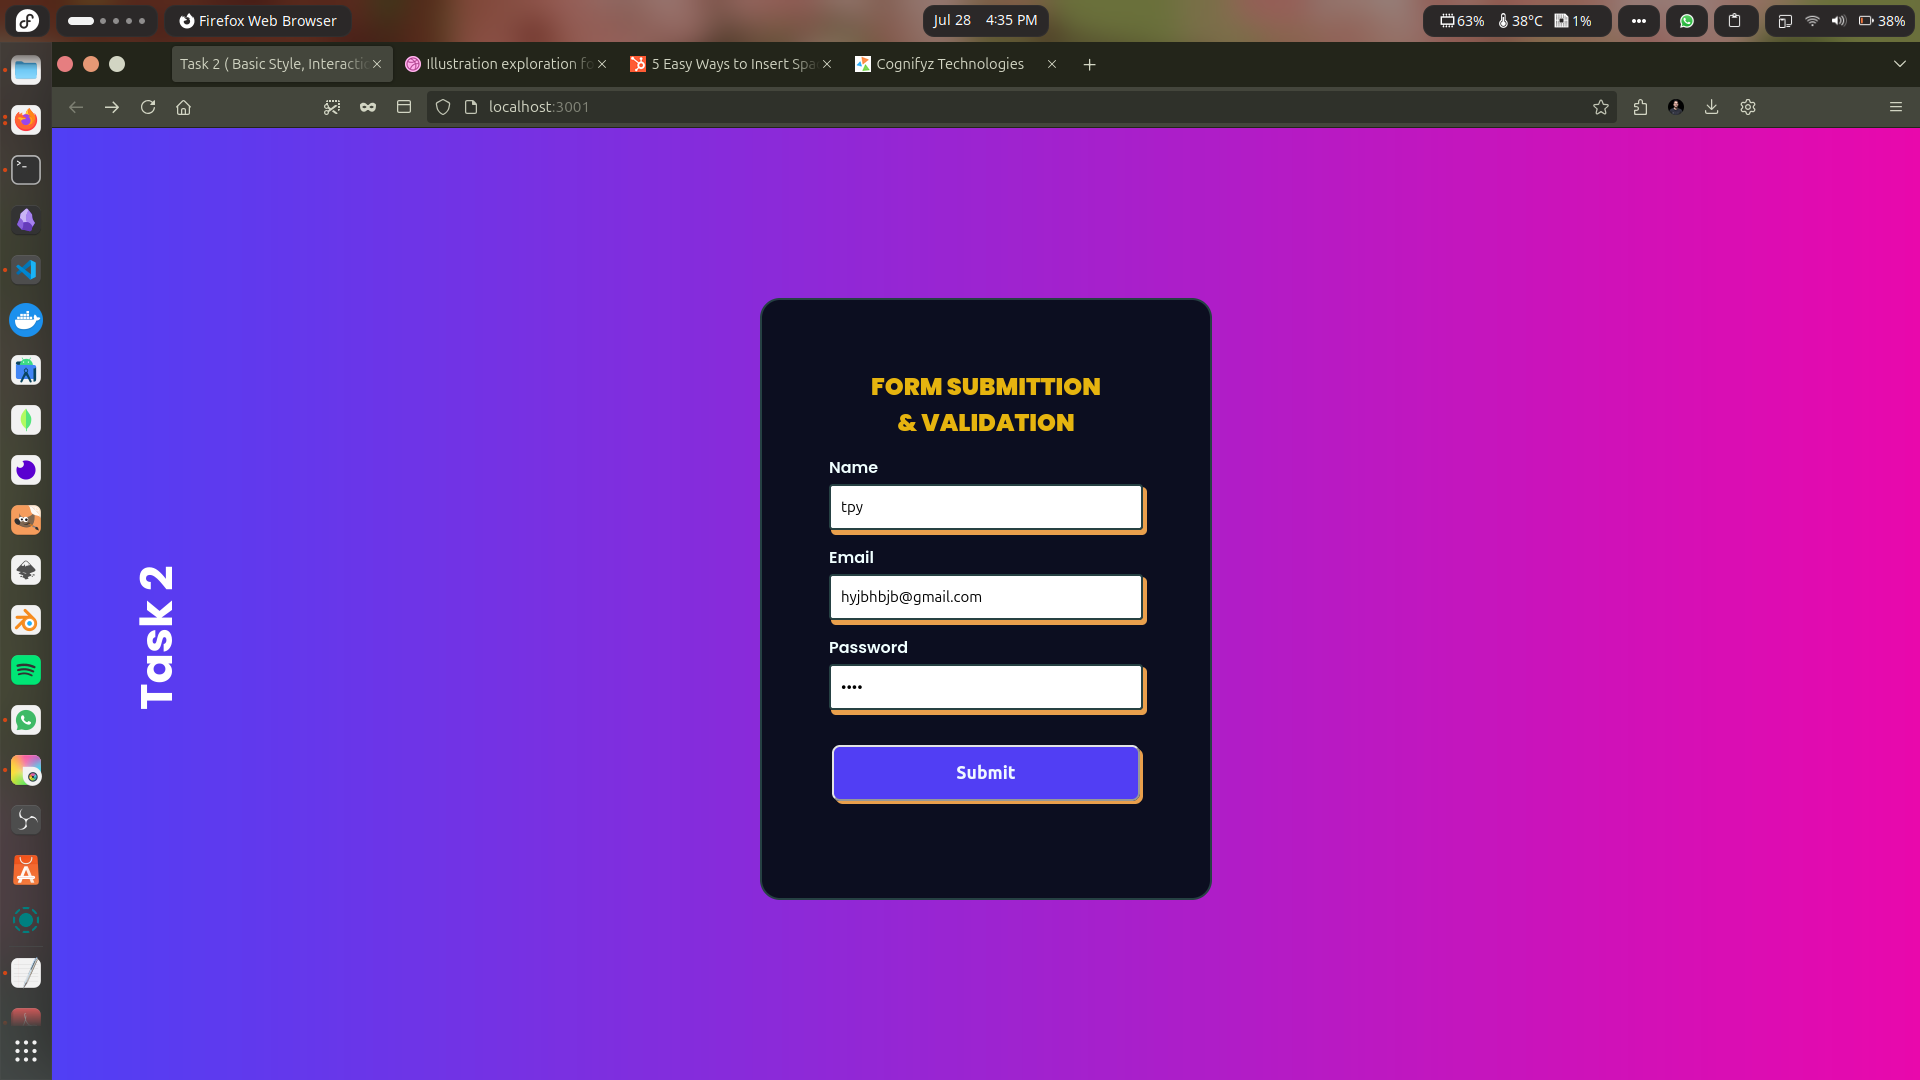 Firefox Web Browser
Jul 28 4:35 PM
63% 38°C 1%
38%
Task 2 ( Basic Style, Interacti
Illustration exploration fo
5 Easy Ways to Insert Spa
Cognifyz Technologies
localhost:3001
Task 2
FORM SUBMITTION
& VALIDATION
Name
tpy
Email
hyjbhbjb@gmail.com
Password
••••
Submit